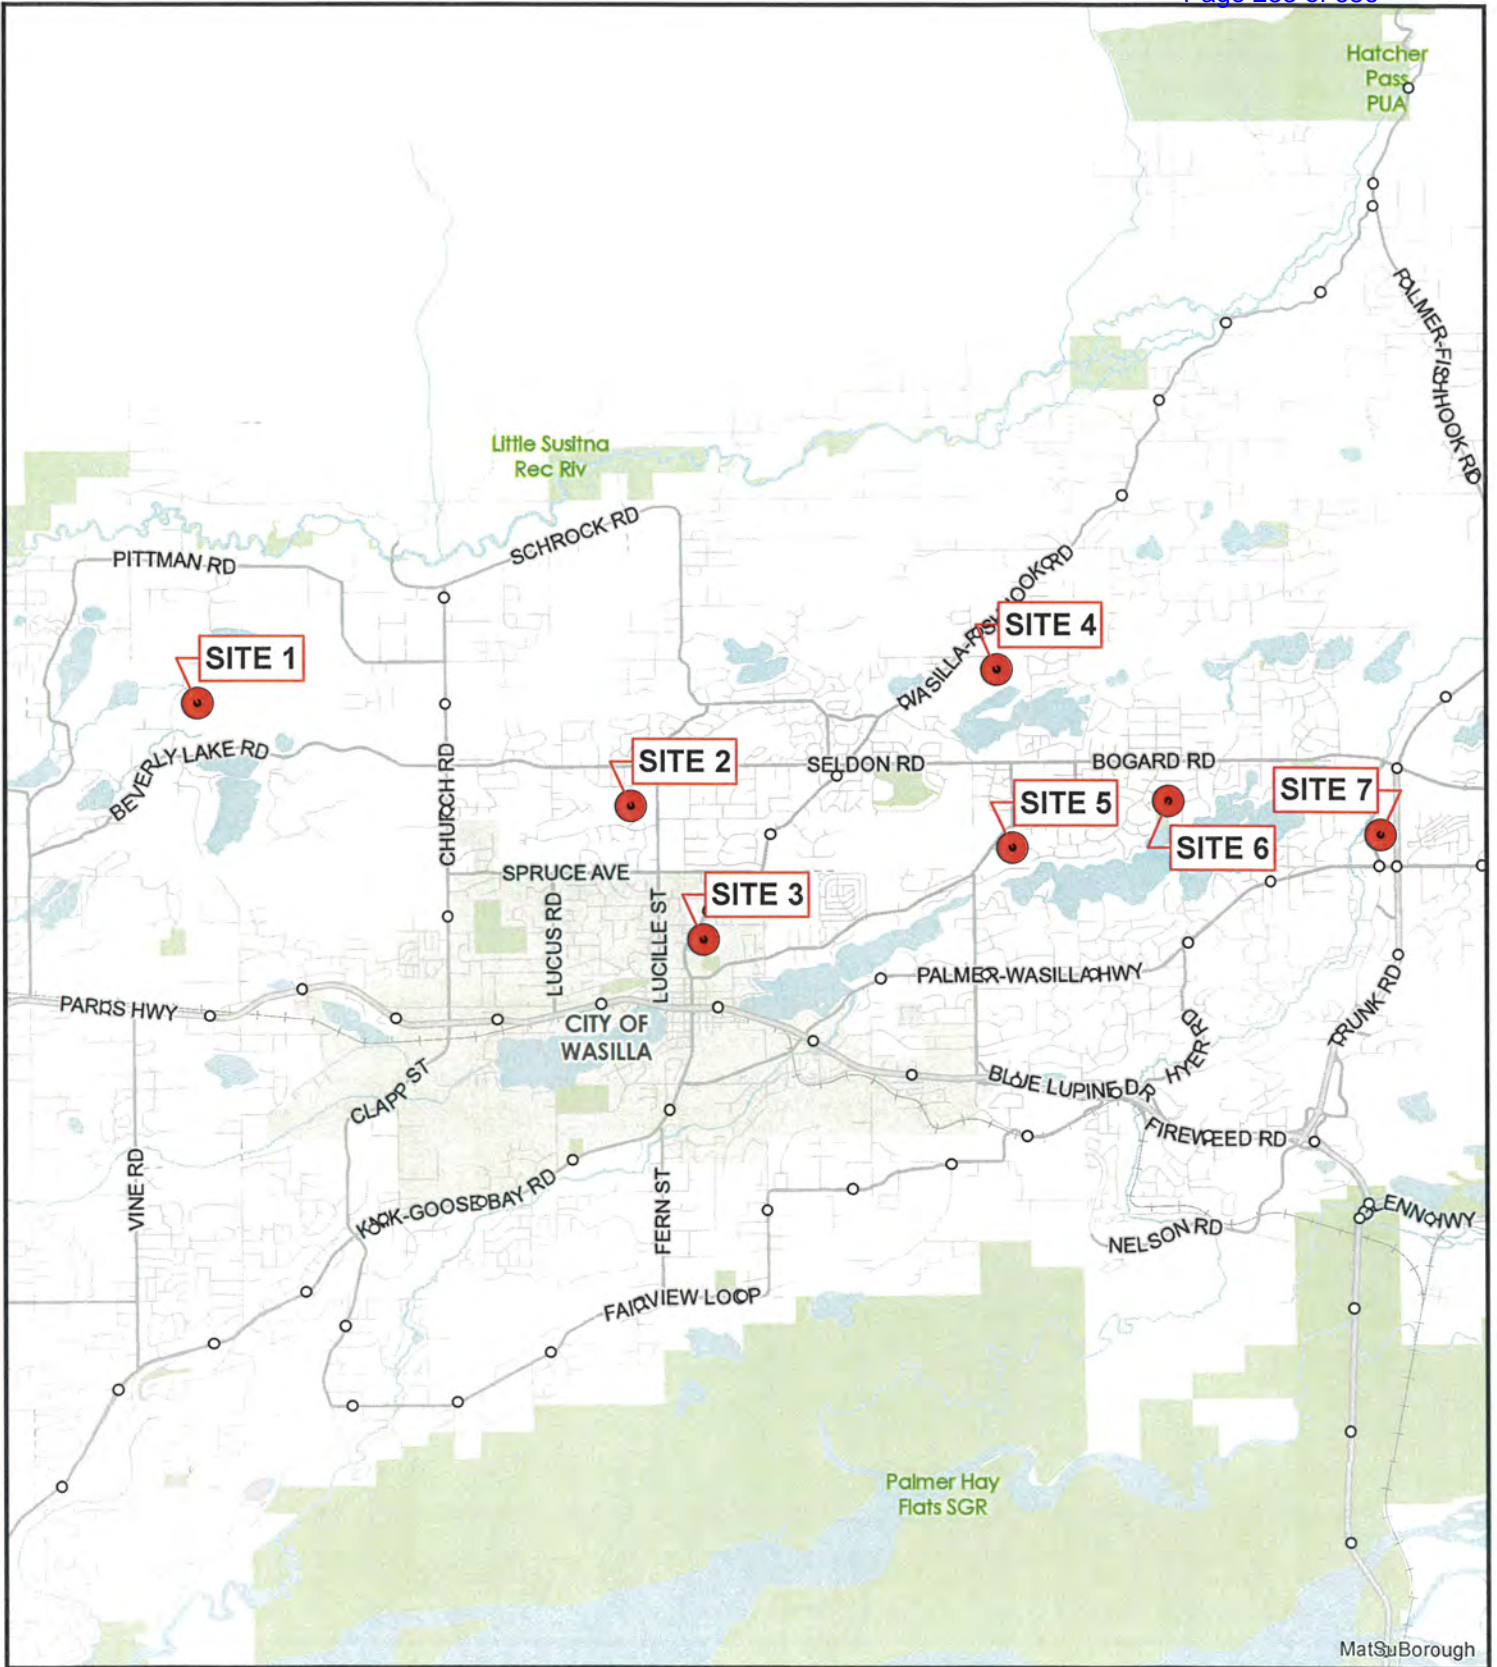 Hatcher
Pass
PUA
PALMER-FISHHOOK RD
Little Susitna
Rec Riv
SCHROCK RD
PITTMAN RD
WASILLA-FISHHOOK RD
SITE 4
SITE 1
BEVERLY LAKE RD
CHURCH RD
SITE 2
SELDON RD
BOGARD RD
SITE 5
SITE 7
SITE 6
SPRUCE AVE
LUCUS RD
LUCILLE ST
SITE 3
PALMER-WASILLA HWY
PARKS HWY
CITY OF
WASILLA
TRUNK RD
HYER RD
BLUE LUPINE DR
CLAPP ST
FIREWEED RD
VINE RD
KNIK-GOOSE BAY RD
FERN ST
GLENN HWY
NELSON RD
FAIRVIEW LOOP
Palmer Hay
Flats SGR
MatSuBorough